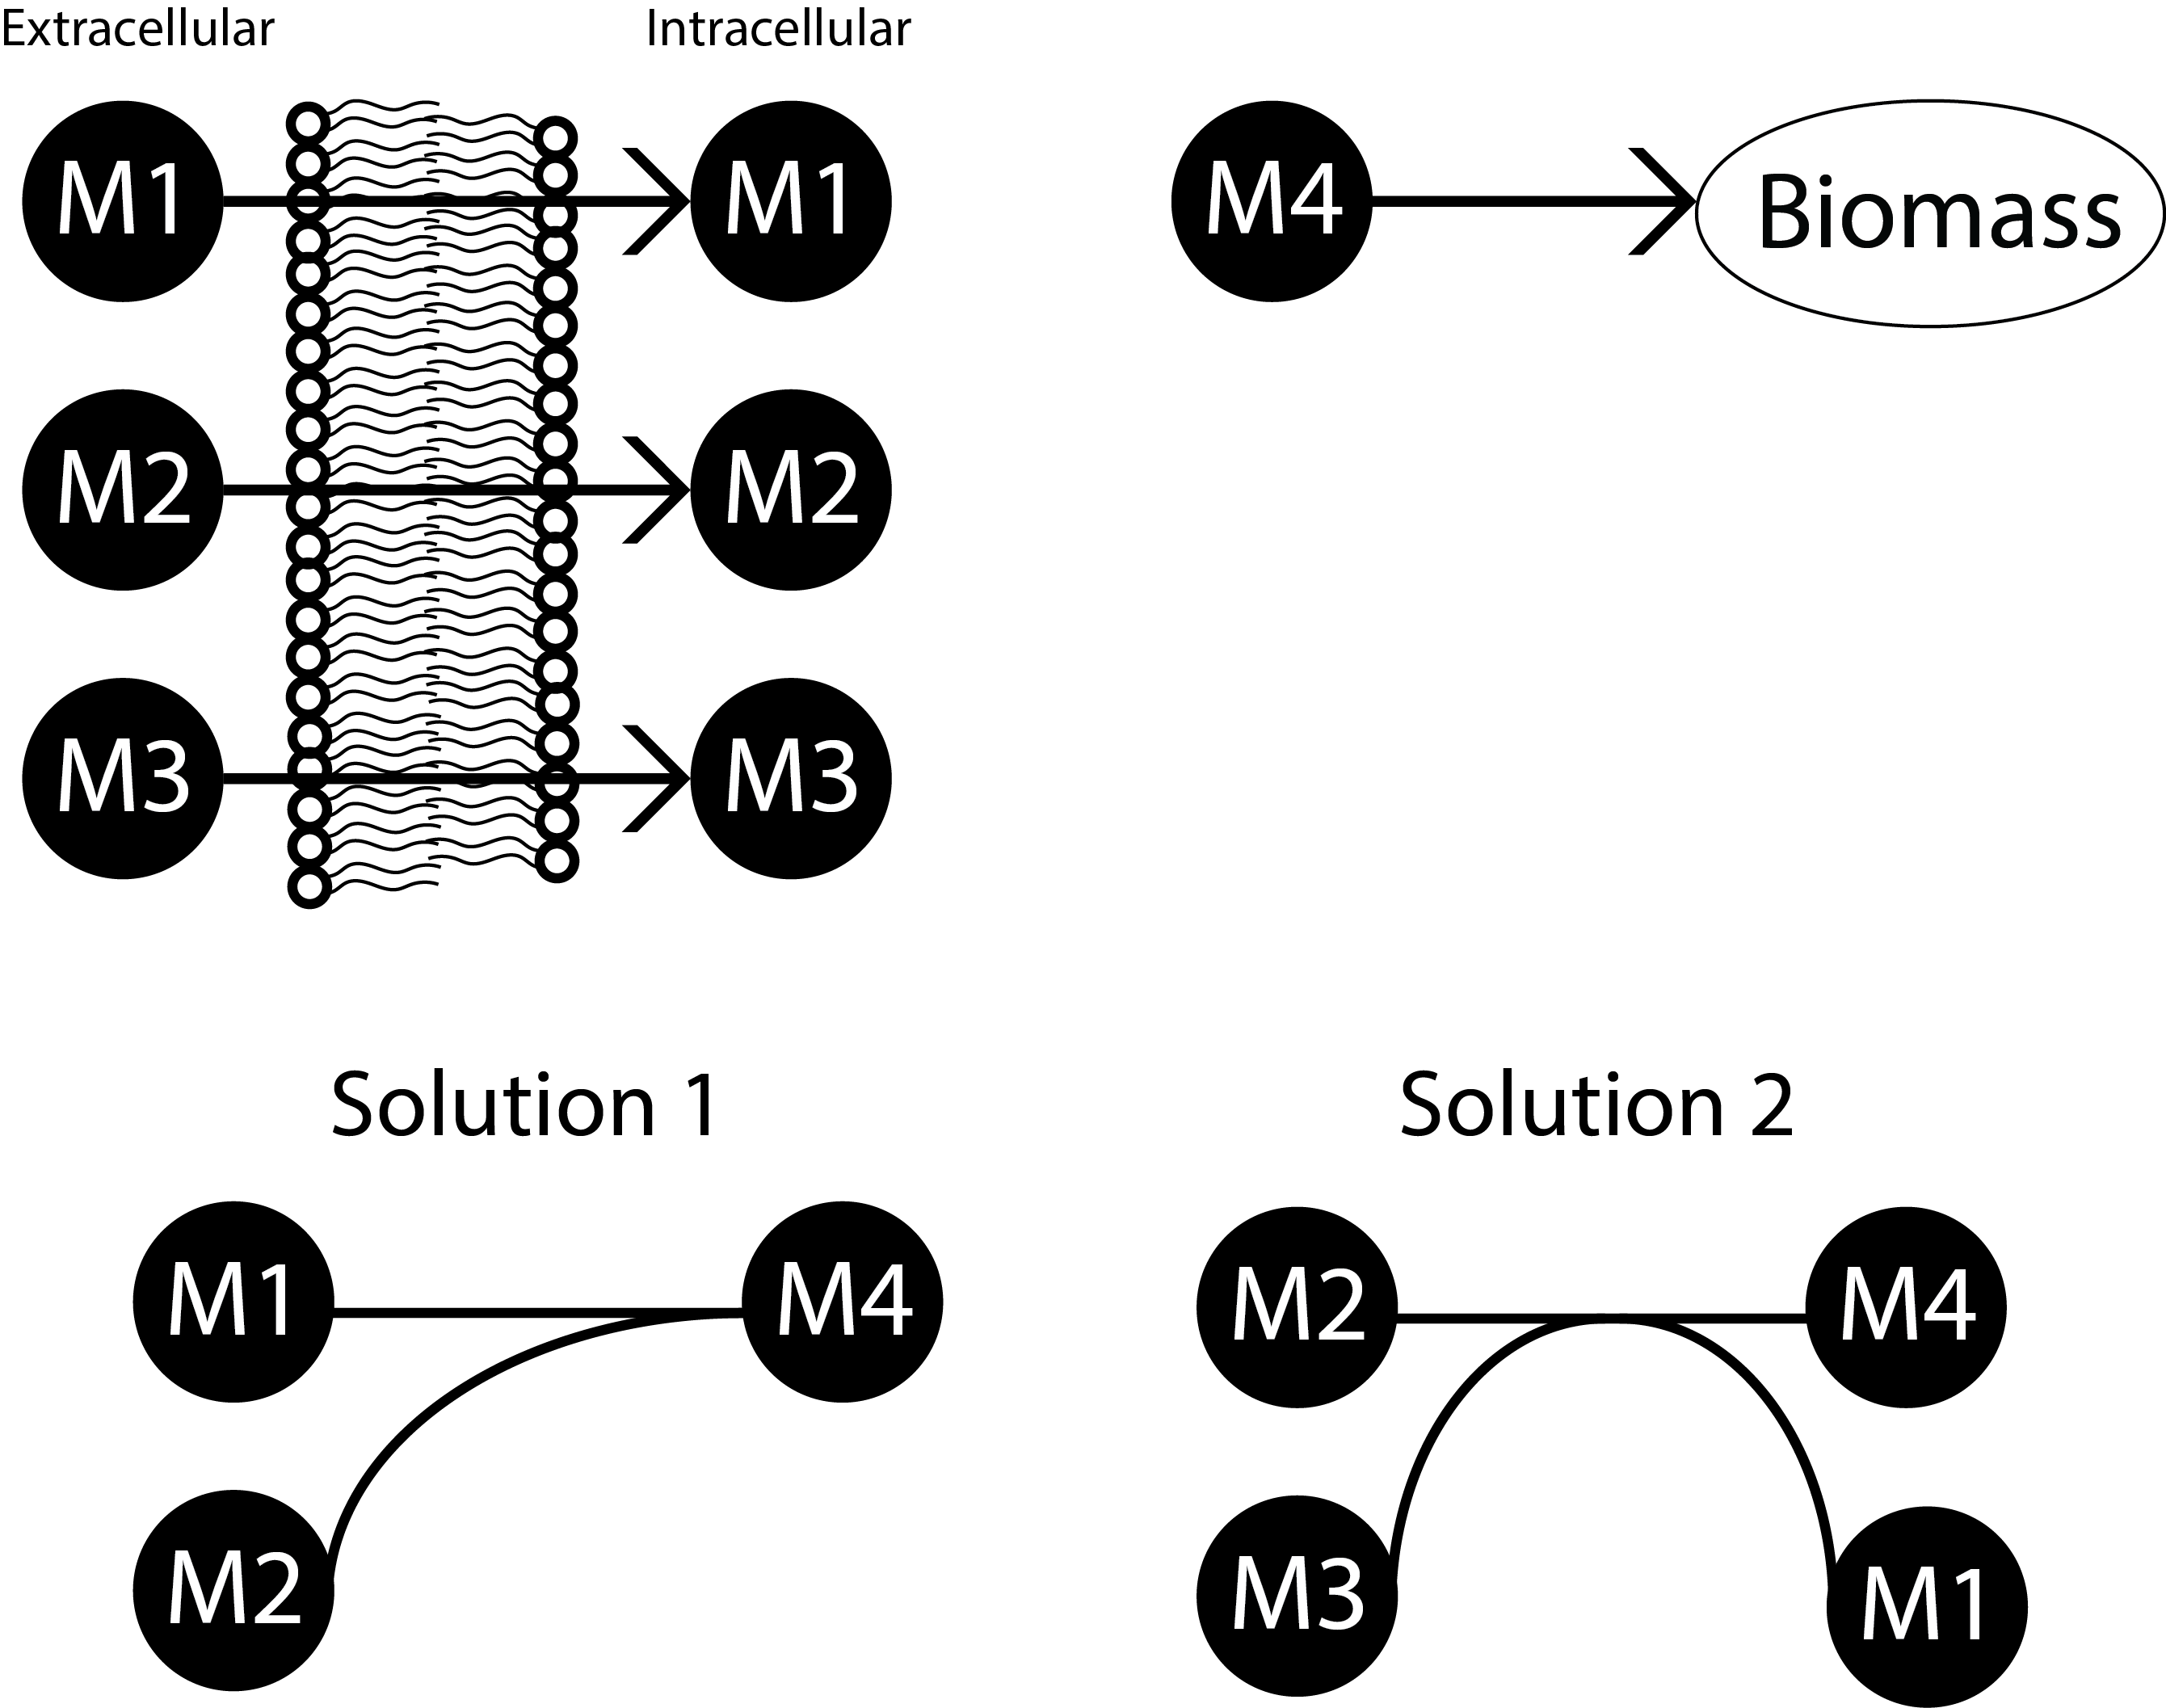 Extracellular Intracellular
M1 M1 M4 Biomass
M2 M2
M3 M3
Solution 1 Solution 2
M1 M4 M2 M4
M2 M3 M1